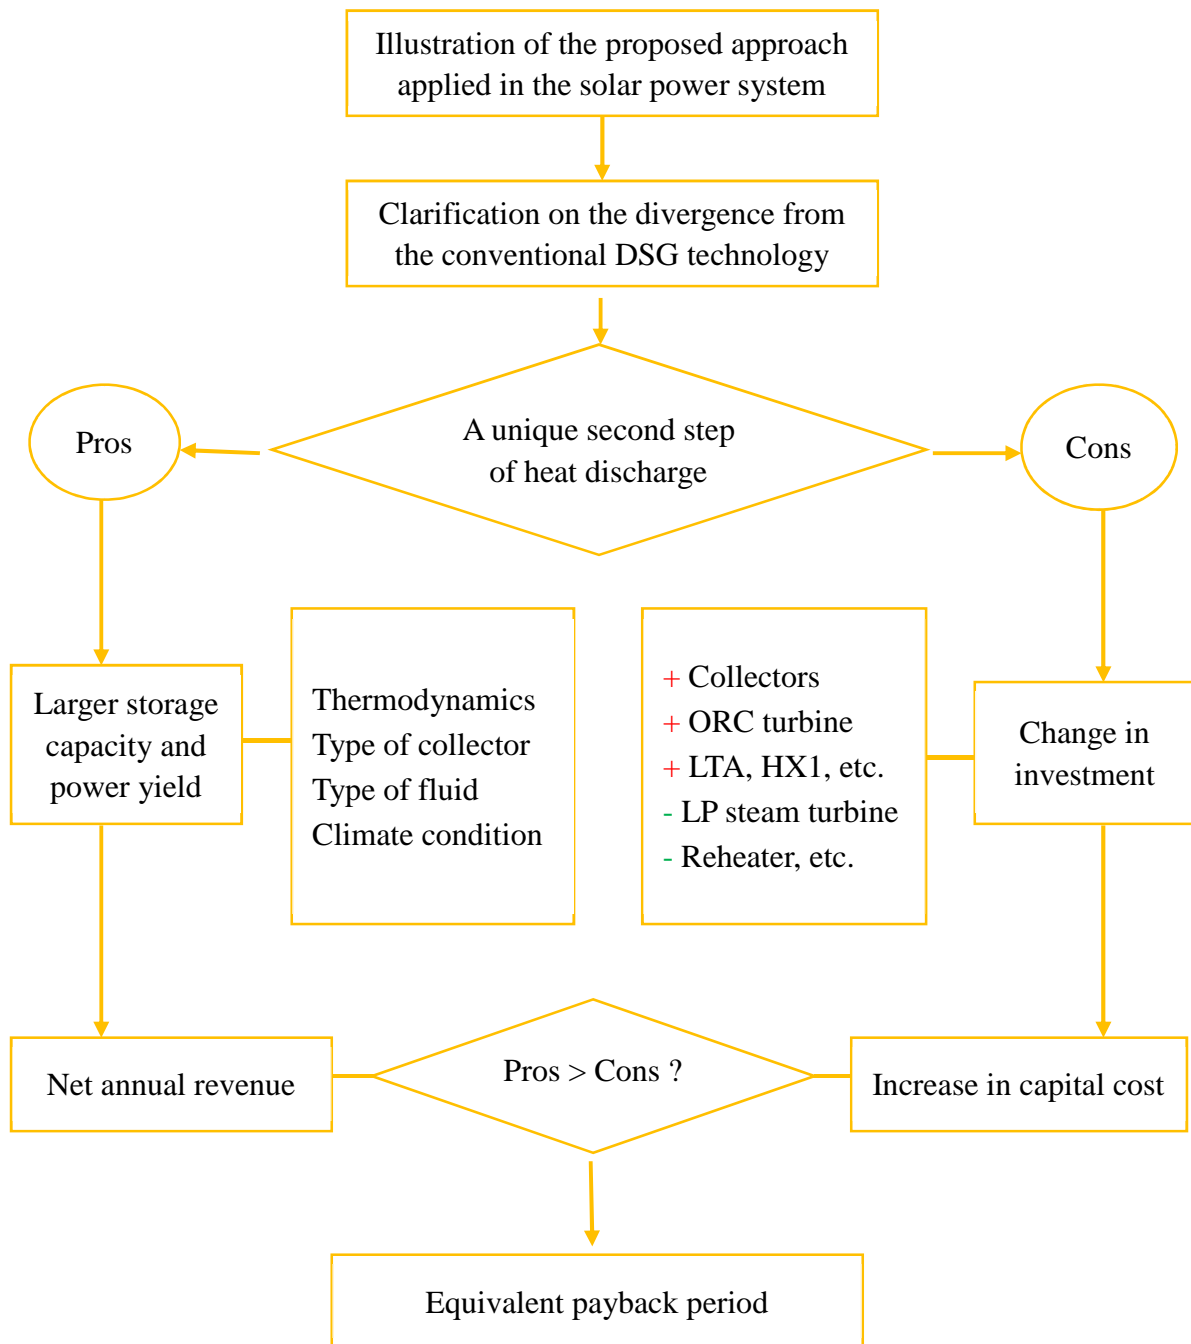 Illustration of the proposed approach
applied in the solar power system
Clarification on the divergence from
the conventional DSG technology
A unique second step
of heat discharge
Pros
Cons
Larger storage
capacity and
power yield
Thermodynamics
Type of collector
Type of fluid
Climate condition
+ Collectors
+ ORC turbine
+ LTA, HX1, etc.
- LP steam turbine
- Reheater, etc.
Change in
investment
Net annual revenue
Pros > Cons ?
Increase in capital cost
Equivalent payback period